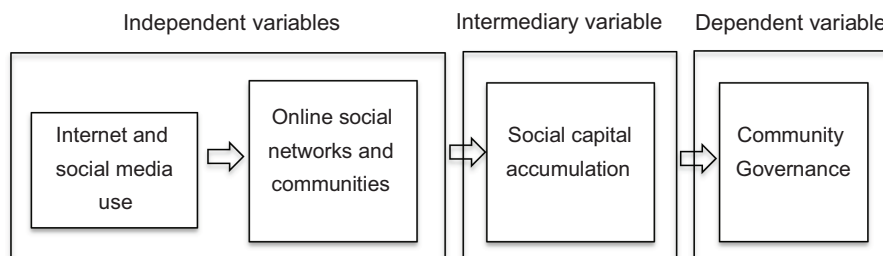 Independent variables
Intermediary variable
Dependent variable
Internet and
social media
use
Online social
networks and
communities
Social capital
accumulation
Community
Governance